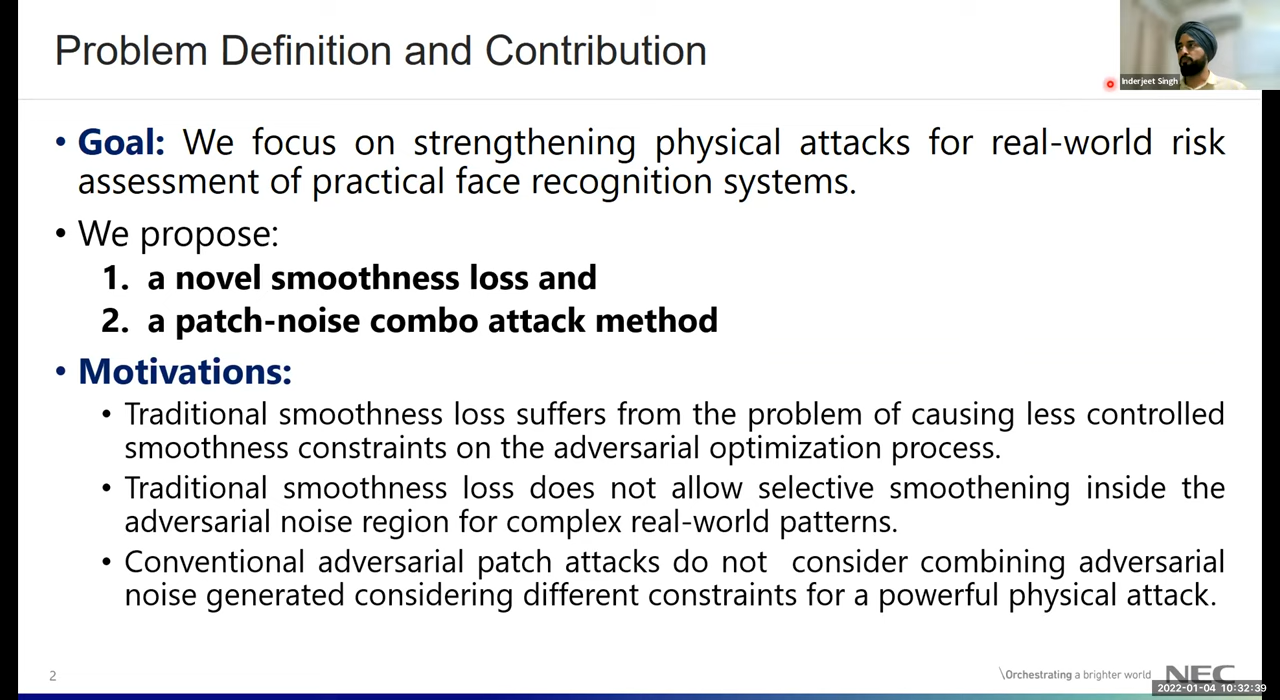 Problem Definition and Contribution
Inderjeet Singh
• Goal: We focus on strengthening physical attacks for real-world risk
assessment of practical face recognition systems.
• We propose:
1. a novel smoothness loss and
2. a patch-noise combo attack method
• Motivations:
• Traditional smoothness loss suffers from the problem of causing less controlled
smoothness constraints on the adversarial optimization process.
• Traditional smoothness loss does not allow selective smoothening inside the
adversarial noise region for complex real-world patterns.
• Conventional adversarial patch attacks do not consider combining adversarial
noise generated considering different constraints for a powerful physical attack.
2
\Orchestrating a brighter world NEC
2022-01-04 10:32:39